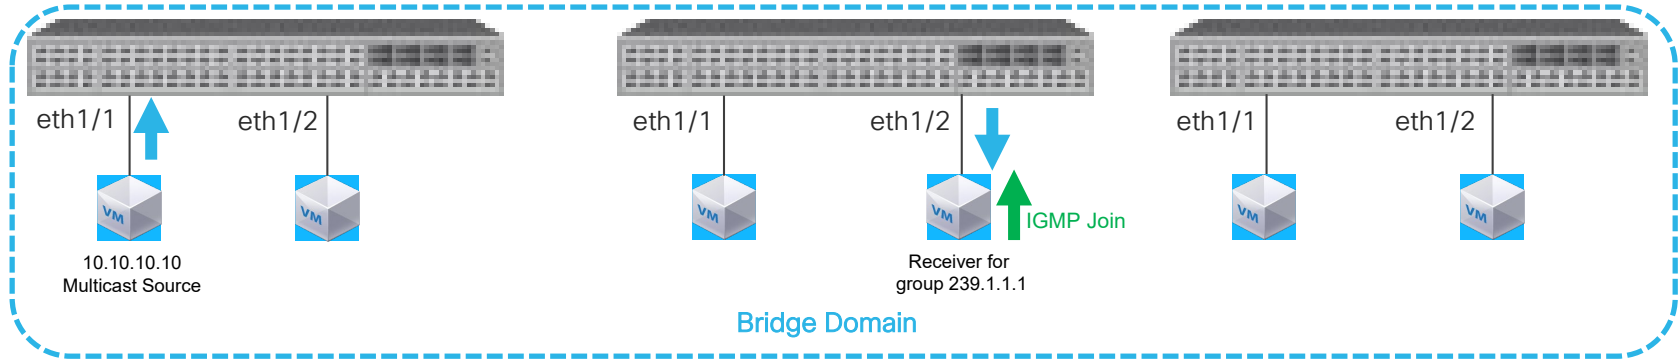 eth1/1
eth1/2
eth1/1
eth1/2
eth1/1
eth1/2
VM
VM
VM
VM
VM
VM
IGMP Join
10.10.10.10
Multicast Source
Receiver for
group 239.1.1.1
Bridge Domain